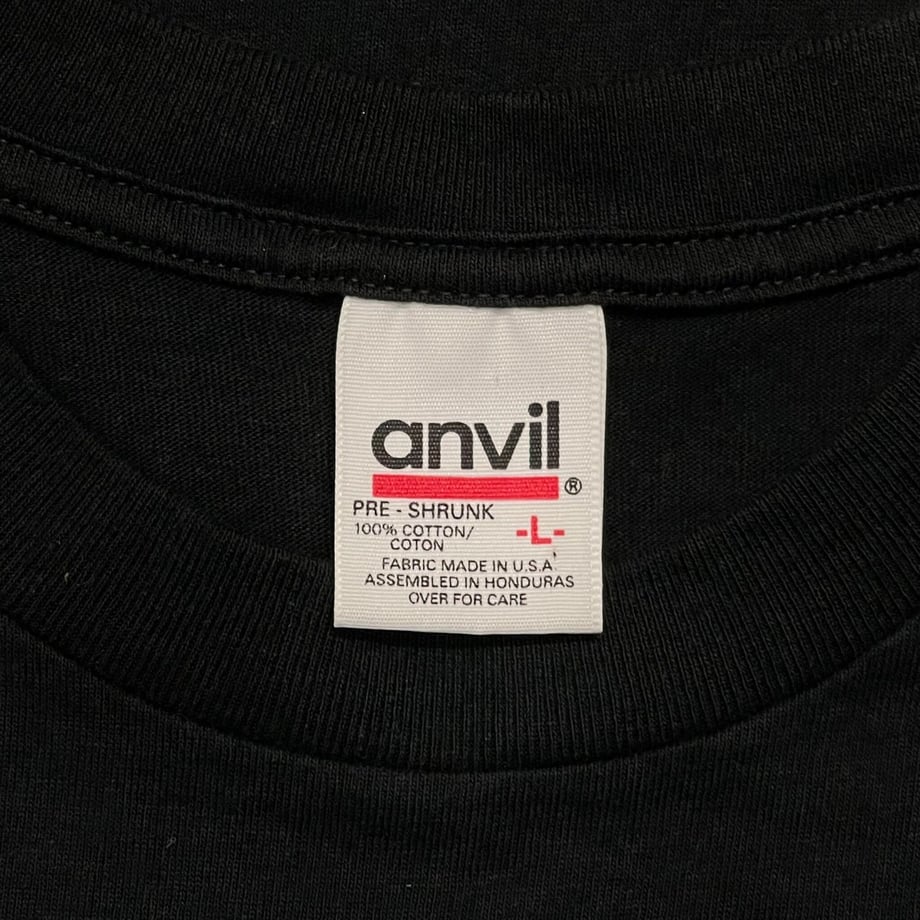 anvil
®
PRE - SHRUNK
-L-
100% COTTON/
COTON
FABRIC MADE IN U.S.A
ASSEMBLED IN HONDURAS
OVER FOR CARE